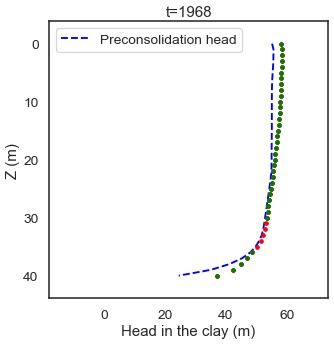 t=1968
Preconsolidation head
0
10
20
30
40
Z (m)
0 20 40 60
Head in the clay (m)